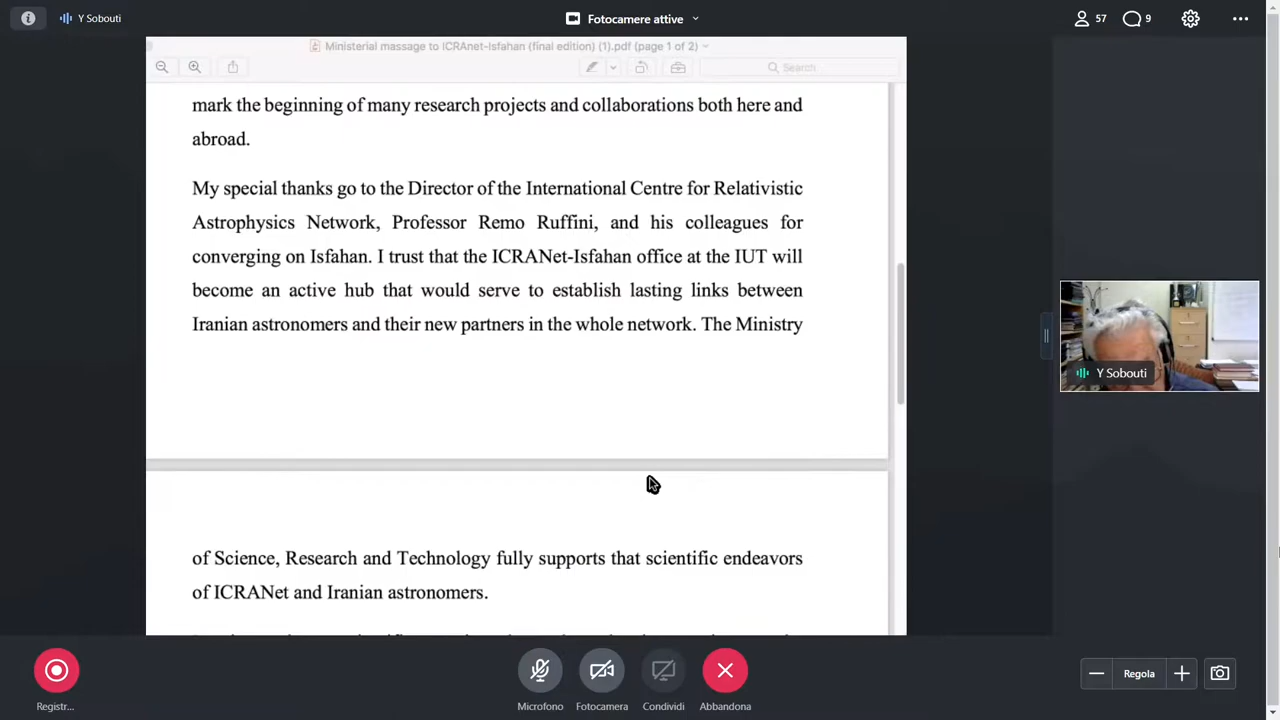 Y Sobouti
Fotocamere attive
57
9
Ministerial massage to ICRAnet-Isfahan (final edition) (1).pdf (page 1 of 2)
Search
mark the beginning of many research projects and collaborations both here and
abroad.
My special thanks go to the Director of the International Centre for Relativistic
Astrophysics Network, Professor Remo Ruffini, and his colleagues for
converging on Isfahan. I trust that the ICRANet-Isfahan office at the IUT will
become an active hub that would serve to establish lasting links between
Iranian astronomers and their new partners in the whole network. The Ministry
of Science, Research and Technology fully supports that scientific endeavors
of ICRANet and Iranian astronomers.
Y Sobouti
Registr...
Microfono
Fotocamera
Condividi
Abbandona
Regola